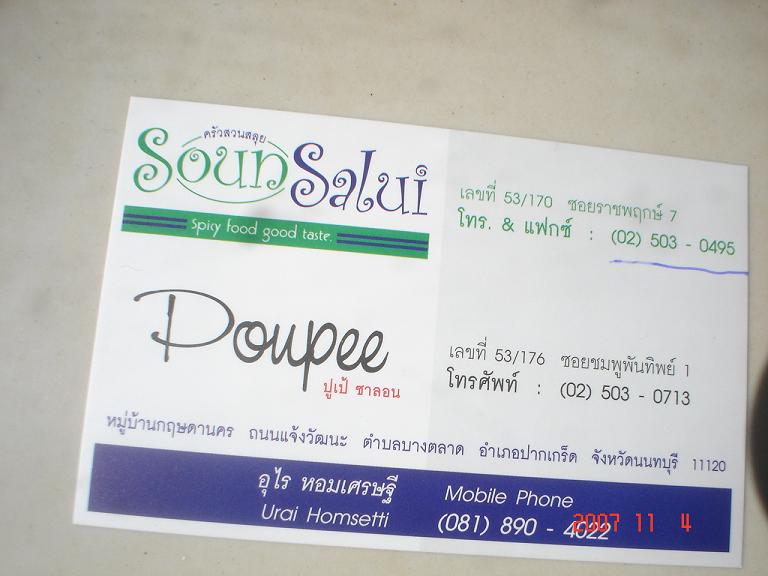 ครัวสวนสลุย
Soun Salui
Spicy food good taste.
เลขที่ 53/170 ซอยราชพฤกษ์ 7
โทร. & แฟกซ์ : (02) 503 - 0495
Poupee
ปูเป้ ซาลอน
เลขที่ 53/176 ซอยชมพูพันทิพย์ 1
โทรศัพท์ : (02) 503 - 0713
หมู่บ้านกฤษดานคร ถนนแจ้งวัฒนะ ตำบลบางตลาด อำเภอปากเกร็ด จังหวัดนนทบุรี 11120
อุไร หอมเศรษฐี
Urai Homsetti
Mobile Phone
(081) 890 - 4022
2007 11 4